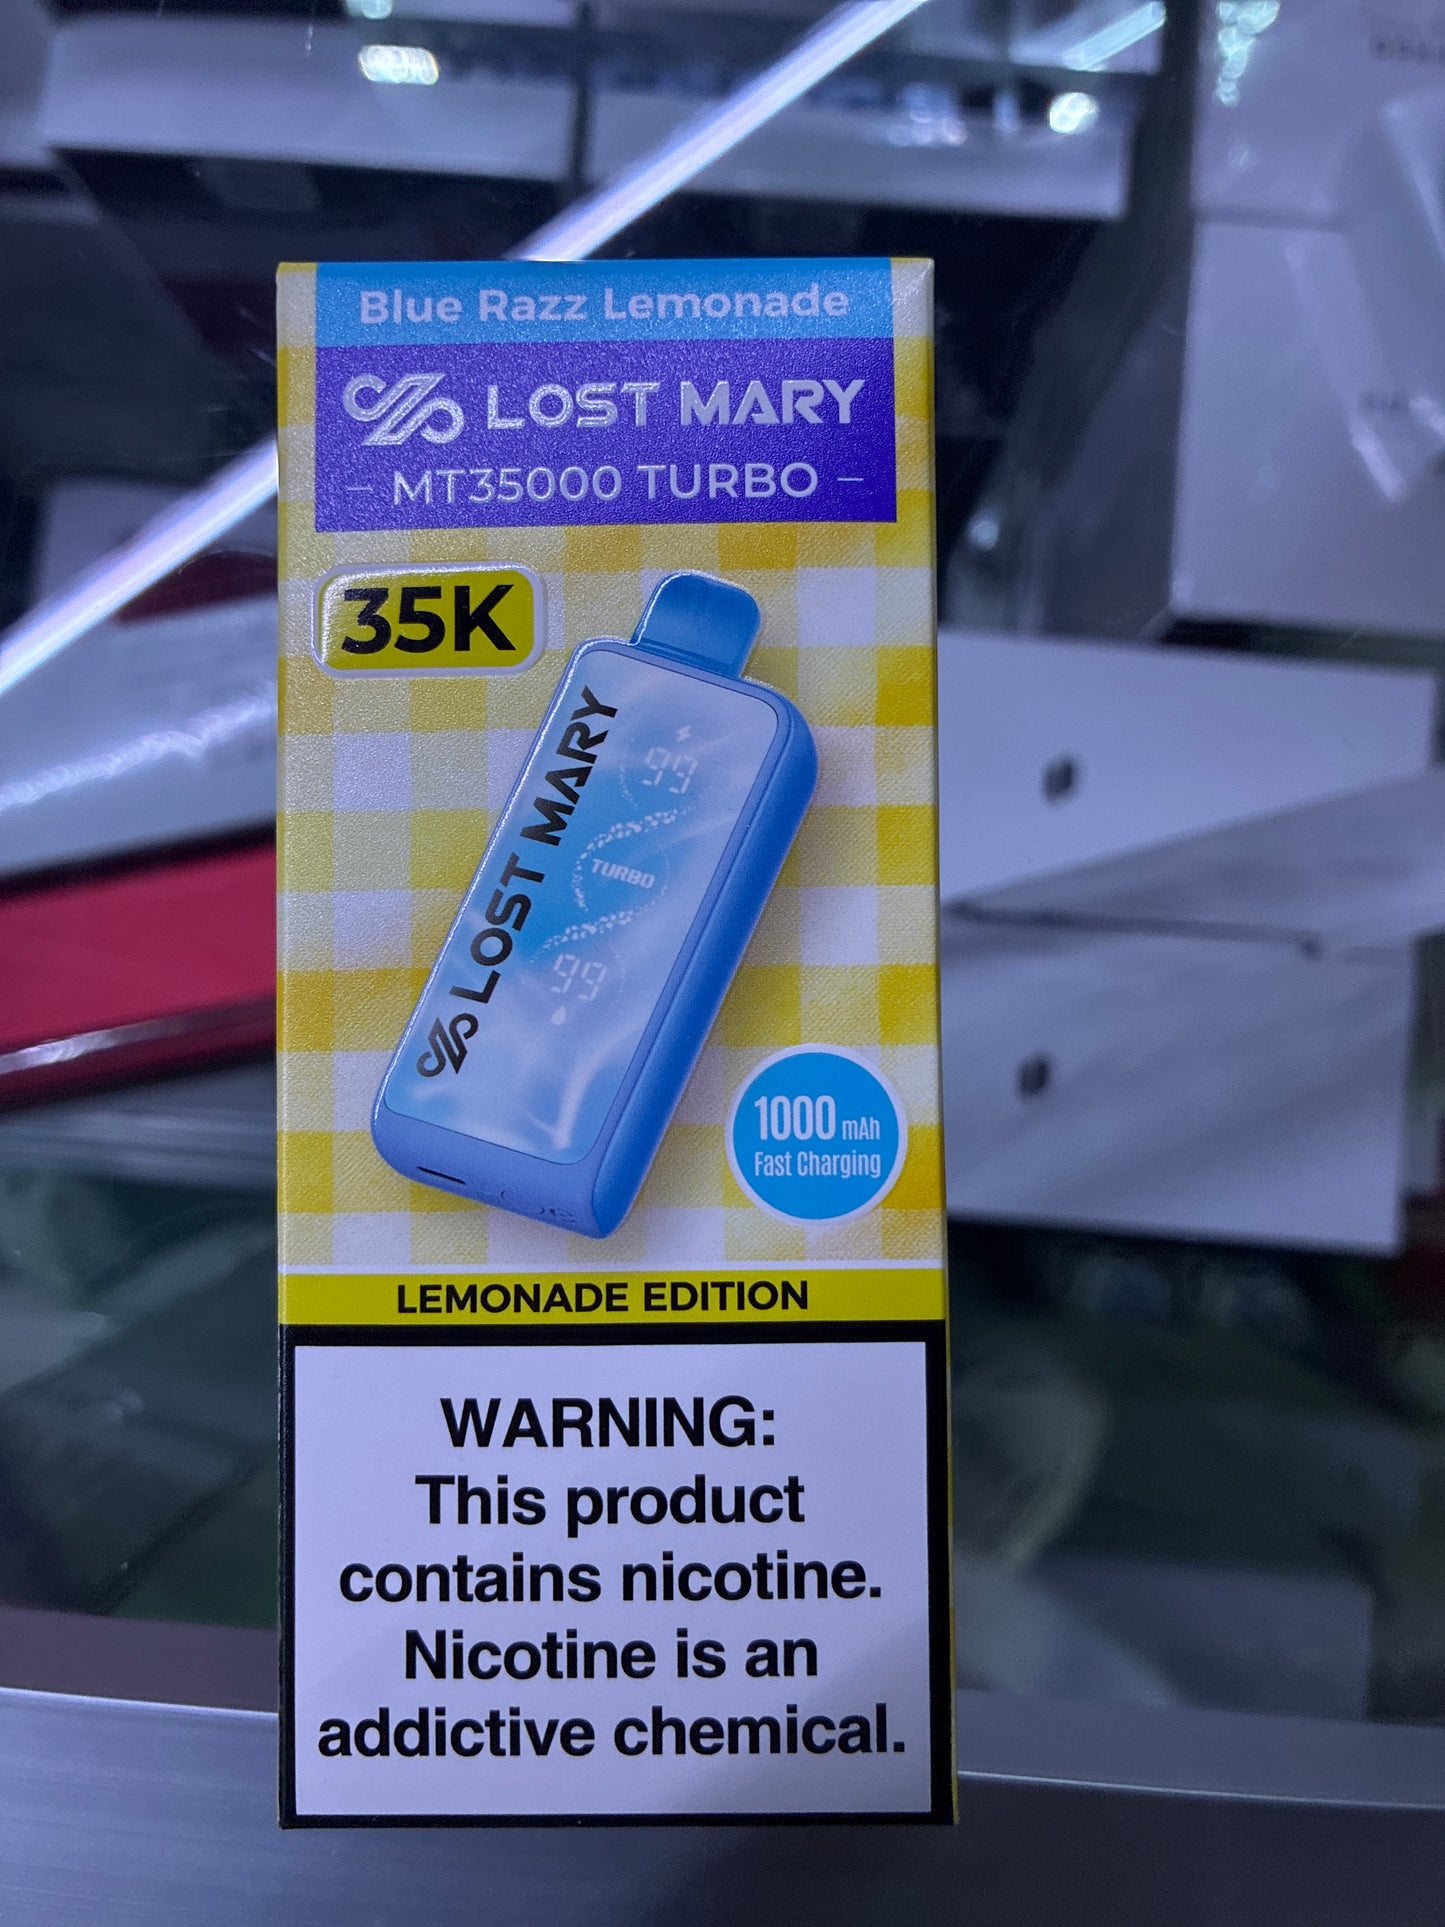 Blue Razz Lemonade
LOST MARY
– MT35000 TURBO –
35K
LOST MARY
99
TURBO
99
1000 mAh
Fast Charging
LEMONADE EDITION
WARNING:
This product
contains nicotine.
Nicotine is an
addictive chemical.